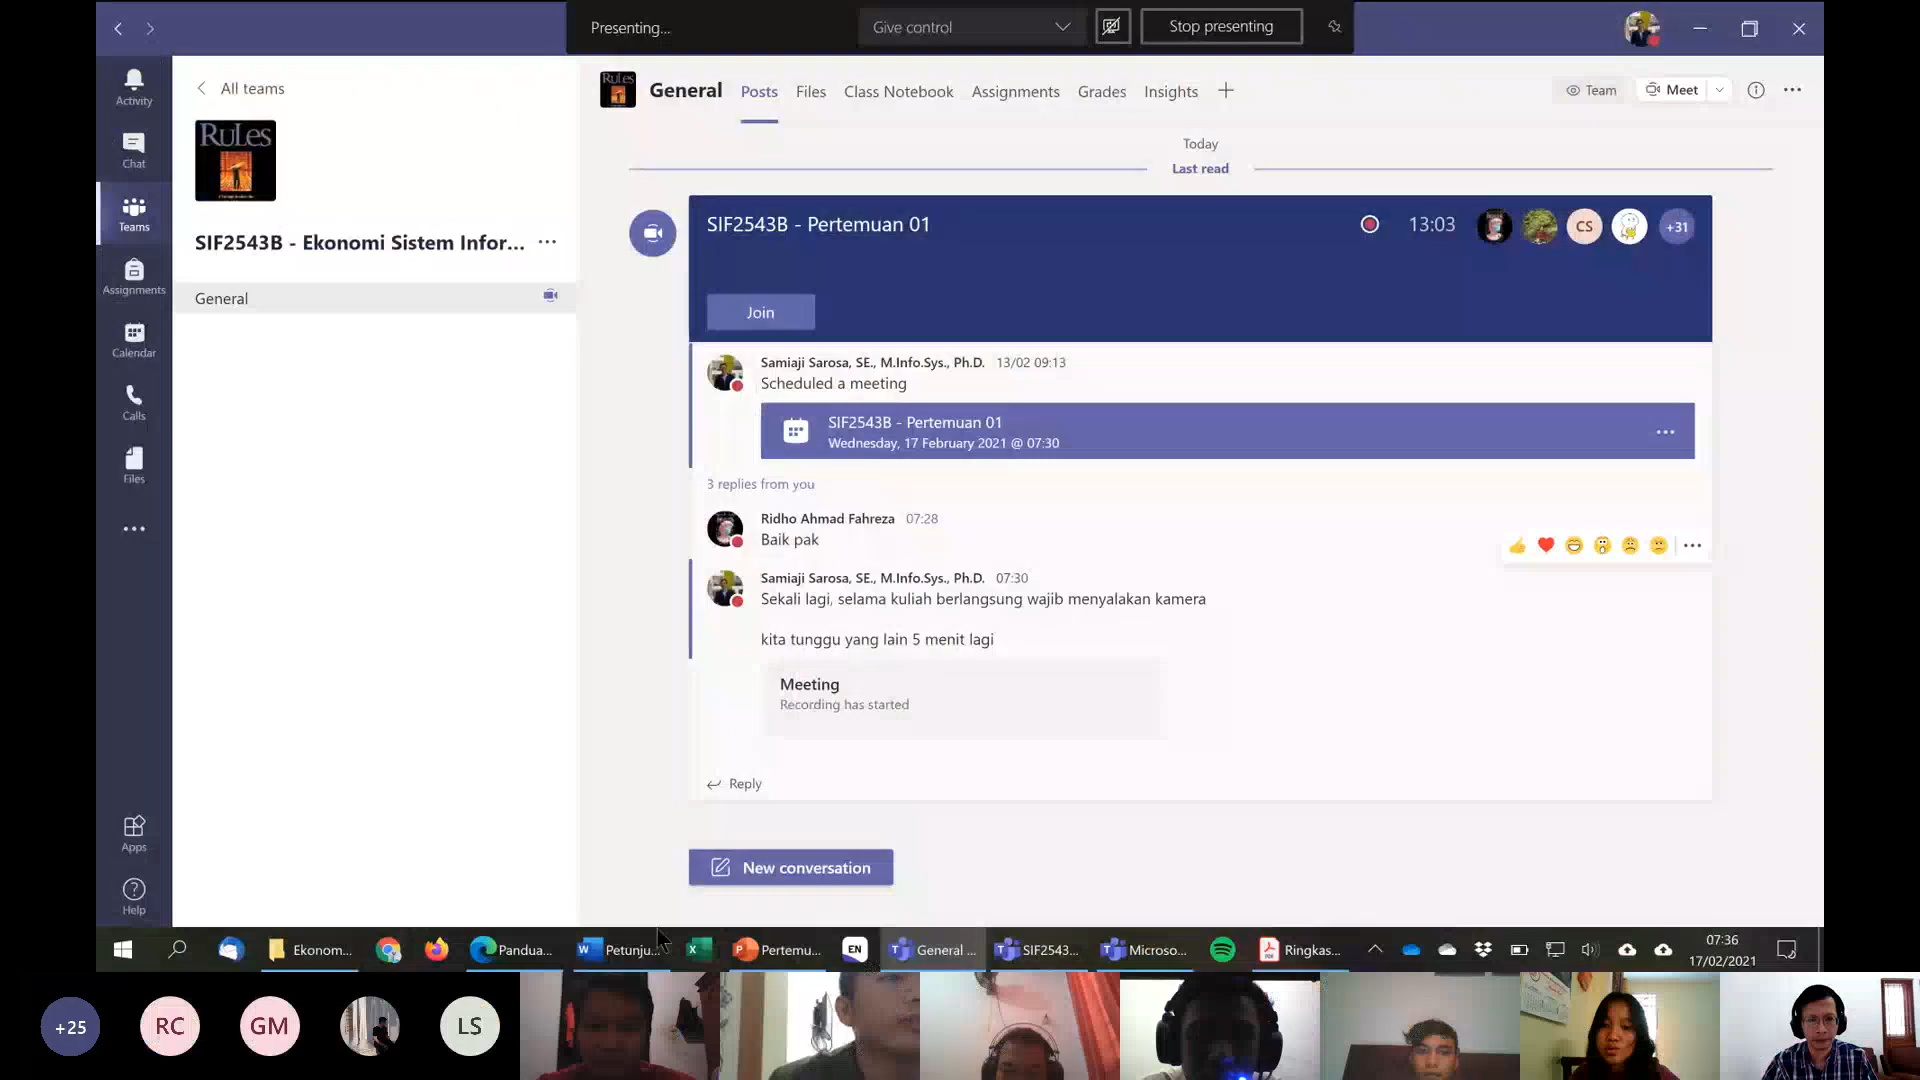 Presenting...
Give control
Stop presenting
Activity
Chat
Teams
Assignments
Calendar
Calls
Files
Apps
Help
All teams
RuLes
SIF2543B - Ekonomi Sistem Infor...
General
RuLes
General
Posts
Files
Class Notebook
Assignments
Grades
Insights
Team
Meet
Today
Last read
SIF2543B - Pertemuan 01
13:03
CS
+31
Join
Samiaji Sarosa, SE., M.Info.Sys., Ph.D. 13/02 09:13
Scheduled a meeting
SIF2543B - Pertemuan 01
Wednesday, 17 February 2021 @ 07:30
3 replies from you
Ridho Ahmad Fahreza 07:28
Baik pak
Samiaji Sarosa, SE., M.Info.Sys., Ph.D. 07:30
Sekali lagi, selama kuliah berlangsung wajib menyalakan kamera
kita tunggu yang lain 5 menit lagi
Meeting
Recording has started
Reply
New conversation
Ekonom...
Pandua...
Petunju...
Pertemu...
EN
General ...
SIF2543...
Microso...
Ringkas...
07:36
17/02/2021
+25
RC
GM
LS